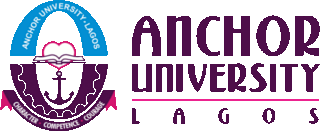 ANCHOR UNIVERSITY-LAGOS
CHARACTER COMPETENCE COURAGE
ANCHOR
UNIVERSITY
LAGOS